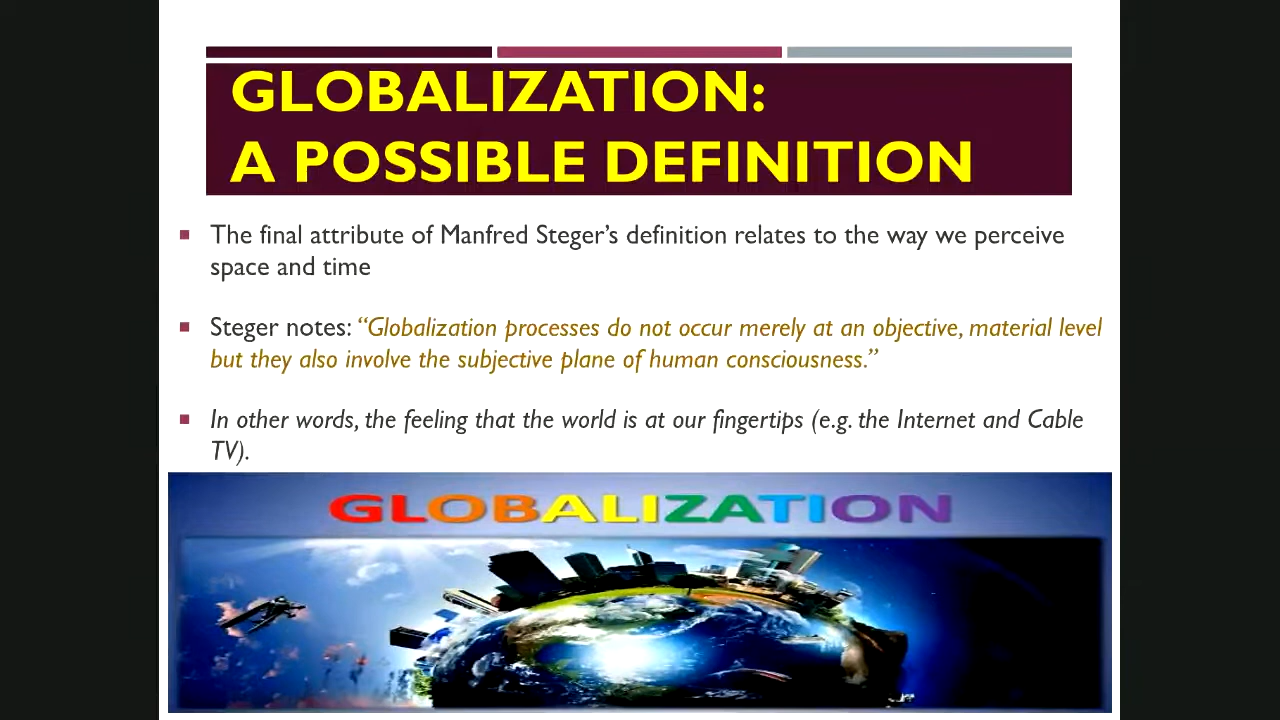 GLOBALIZATION:
A POSSIBLE DEFINITION
The final attribute of Manfred Steger’s definition relates to the way we perceive
space and time
Steger notes: “Globalization processes do not occur merely at an objective, material level
but they also involve the subjective plane of human consciousness.”
In other words, the feeling that the world is at our fingertips (e.g. the Internet and Cable
TV).
GLOBALIZATION